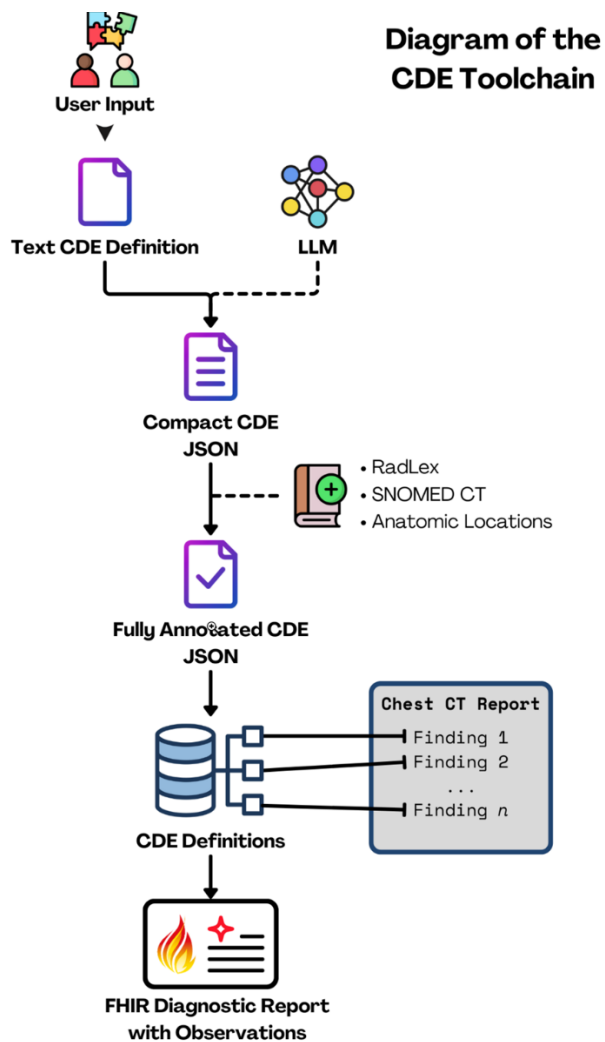 Diagram of the
CDE Toolchain
User Input
Text CDE Definition
LLM
Compact CDE
JSON
• RadLex
• SNOMED CT
• Anatomic Locations
Fully Annotated CDE
JSON
Chest CT Report
Finding 1
Finding 2
...
Finding n
CDE Definitions
FHIR Diagnostic Report
with Observations